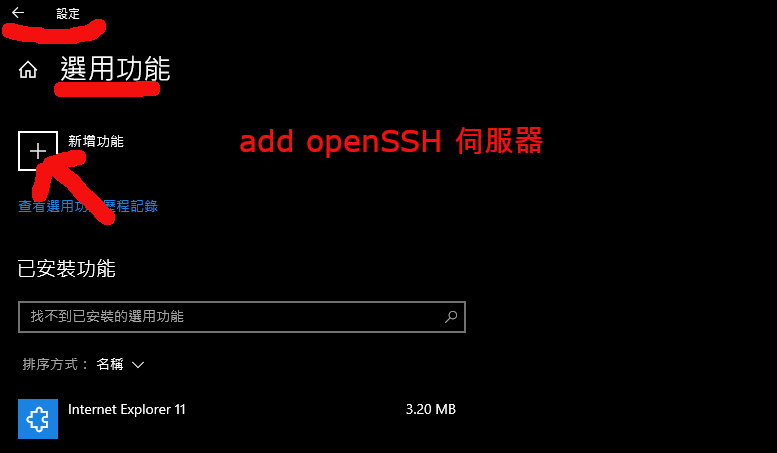 設定
選用功能
新增功能
add openSSH 伺服器
查看選用功能歷程記錄
已安裝功能
找不到已安裝的選用功能
排序方式： 名稱
Internet Explorer 11 3.20 MB